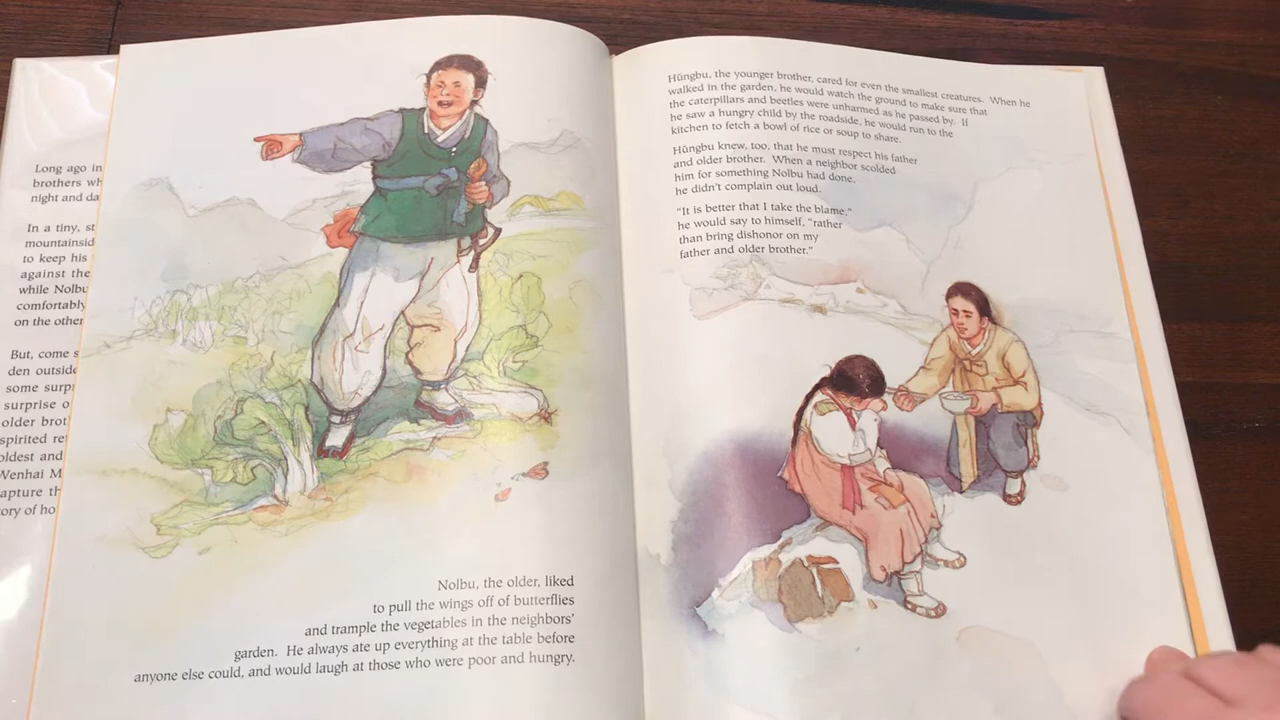 Long ago in
brothers wh
night and da
In a tiny, st
mountainsid
to keep his
against the
while Nolbu
comfortably
on the other
But, come s
den outside
some surpr
surprise o
older brot
spirited re
oldest and
Wenhai M
apture th
ory of ho
Nolbu, the older, liked
to pull the wings off of butterflies
and trample the vegetables in the neighbors'
garden. He always ate up everything at the table before
anyone else could, and would laugh at those who were poor and hungry.
Hŭngbu, the younger brother, cared for even the smallest creatures. When he
walked in the garden, he would watch the ground to make sure that
the caterpillars and beetles were unharmed as he passed by. If
he saw a hungry child by the roadside, he would run to the
kitchen to fetch a bowl of rice or soup to share.
Hŭngbu knew, too, that he must respect his father
and older brother. When a neighbor scolded
him for something Nolbu had done,
he didn't complain out loud.
"It is better that I take the blame,"
he would say to himself, "rather
than bring dishonor on my
father and older brother."